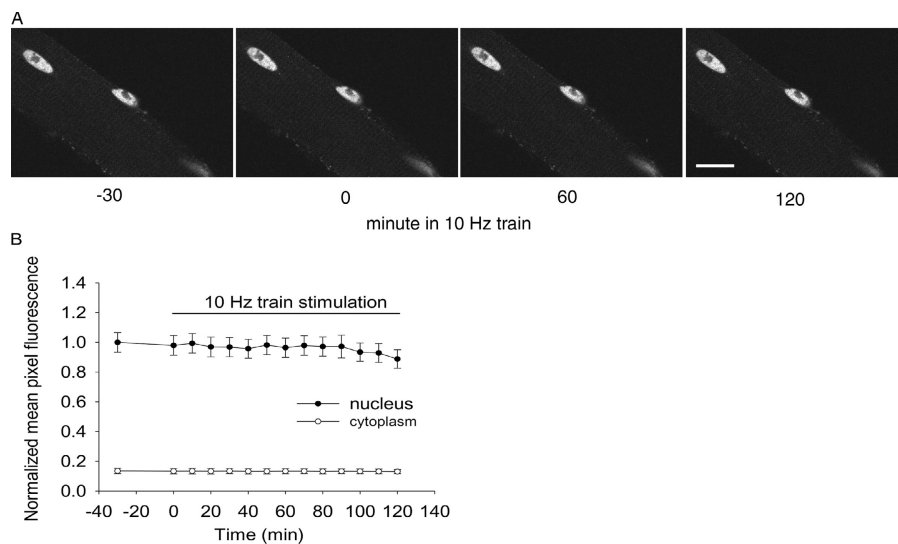 A
-30 0 60 120
minute in 10 Hz train
B
Normalized mean pixel fluorescence
1.4
10 Hz train stimulation
1.2
1.0
0.8
0.6
nucleus
0.4
cytoplasm
0.2
0.0
-40 -20 0 20 40 60 80 100 120 140
Time (min)